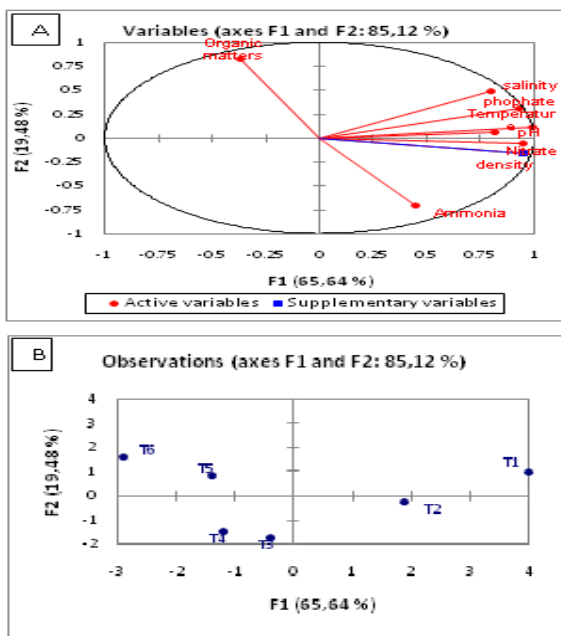 A
Variables (axes F1 and F2: 85,12 %)
Organic
matters
salinity
phophate
Temperatur
pH
Nitrate
density
Ammonia
1
0.75
0.5
0.25
0
-0.25
-0.5
-0.75
-1
F2 (19,48 %)
-1 -0.75 -0.5 -0.25 0 0.25 0.5 0.75 1
F1 (65,64 %)
Active variables Supplementary variables
B
Observations (axes F1 and F2: 85,12 %)
4
3
2
1
0
-1
-2
F2 (19,48 %)
T6
T5
T4
T3
T2
T1
-3 -2 -1 0 1 2 3 4
F1 (65,64 %)